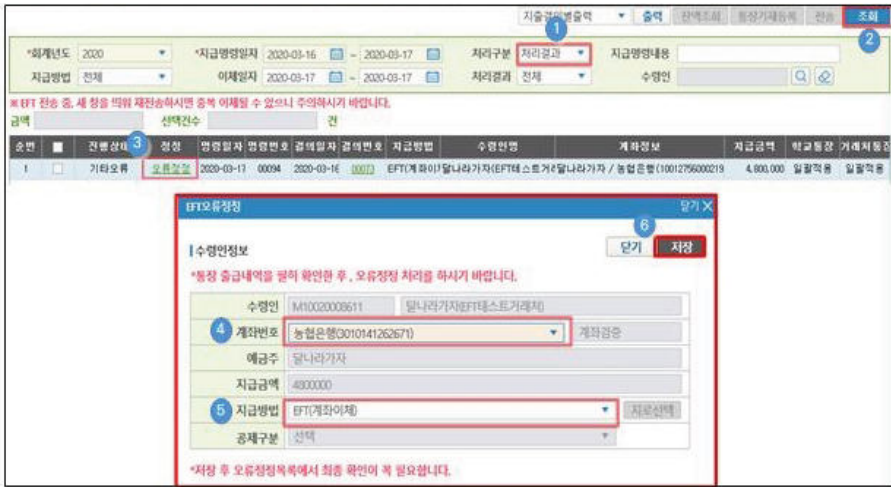 지출결의별출력 출력 잔액조회 통장기재등록 전송 조회
1
2
*회계년도 2020 *지급명령일자 2020-03-16 ~ 2020-03-17 처리구분 처리결과 지급명령내용
지급방법 전체 이체일자 2020-03-17 ~ 2020-03-17 처리결과 전체 수령인
※ EFT 전송 중, 새 창을 띄워 재전송하시면 중복 이체될 수 있으니 주의하시기 바랍니다.
금액 선택건수 건
3
순번 진행상태 정정 명령일자 명령번호 결의일자 결의번호 지급방법 수령인명 계좌정보 지급금액 학교통장 거래처통장
1 기타오류 오류정정 2020-03-17 00094 2020-03-16 00073 EFT(계좌이체 달나라가자(EFT테스트거래 달나라가자 / 농협은행(10012756000219 4,800,000 일괄적용 일괄적용
EFT오류정정 닫기 X
6
수령인정보 닫기 저장
*통장 출금내역을 필히 확인한 후, 오류정정 처리를 하시기 바랍니다.
수령인 M10020008611 달나라가자(EFT테스트거래처)
4 계좌번호 농협은행(3010141262671) 계좌검증
예금주 달나라가자
지급금액 4800000
5 지급방법 EFT(계좌이체) 지로선택
공제구분 선택
*저장 후 오류정정목록에서 최종 확인이 꼭 필요합니다.